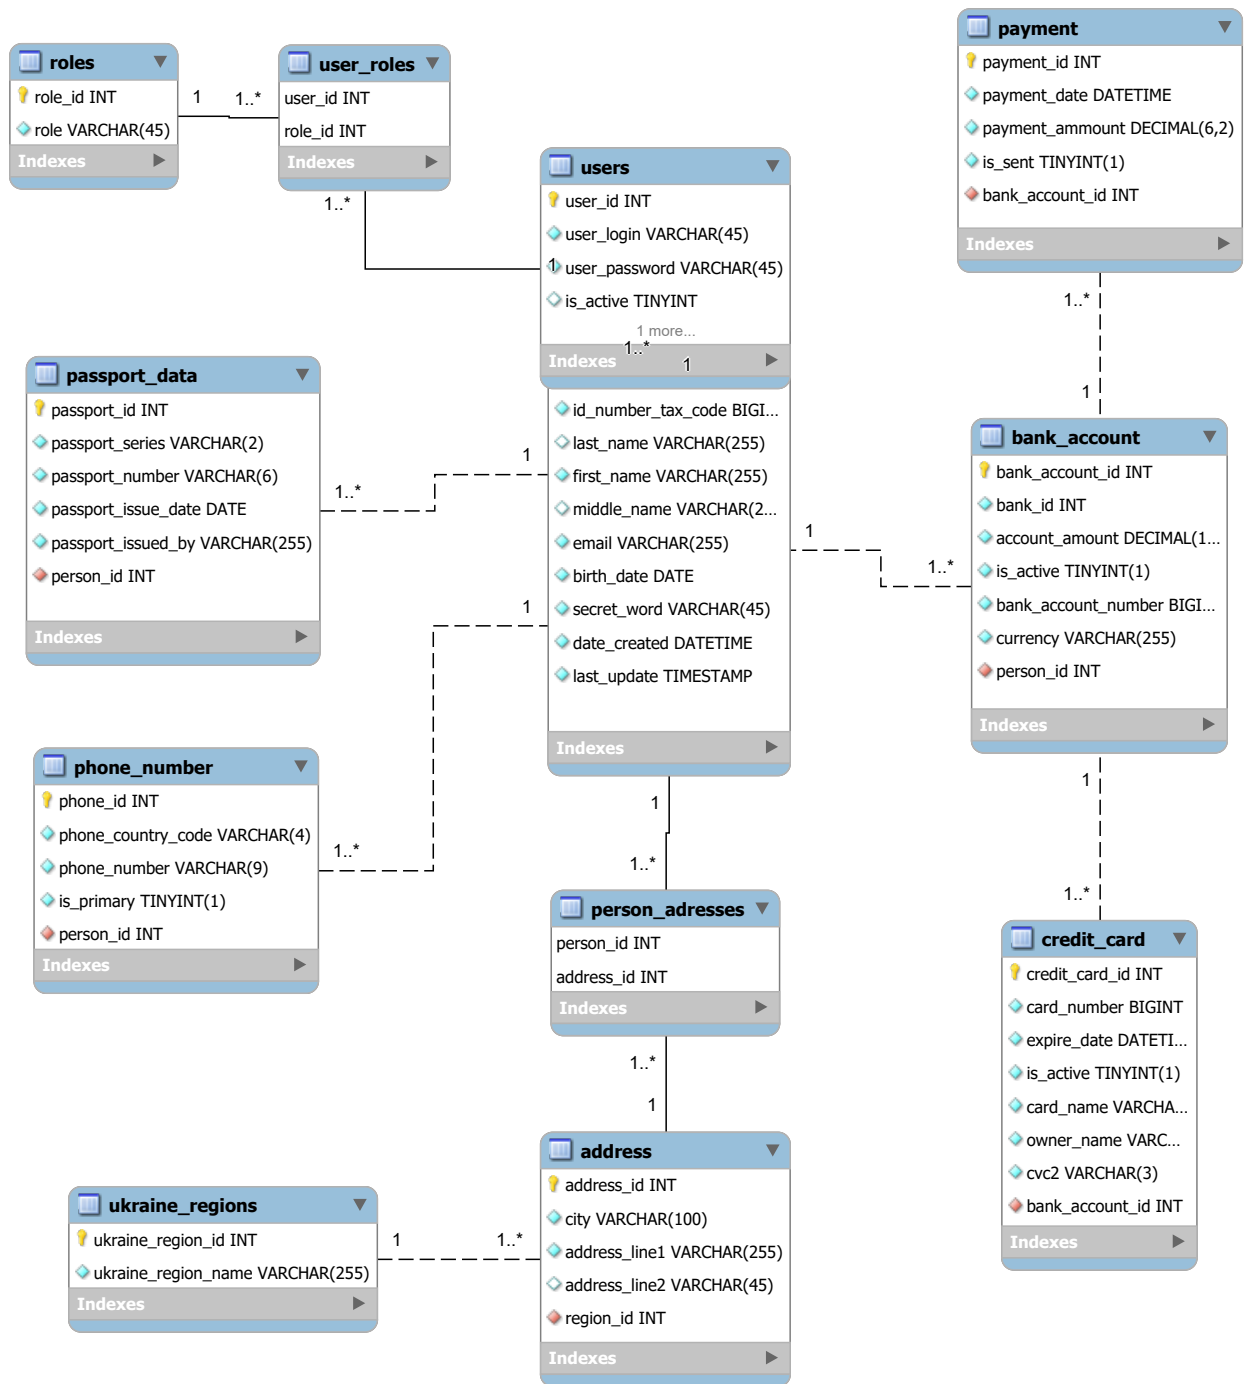 roles
role_id INT
role VARCHAR(45)
Indexes
1
1..*
user_roles
user_id INT
role_id INT
Indexes
1..*
users
user_id INT
user_login VARCHAR(45)
1
user_password VARCHAR(45)
is_active TINYINT
1 more...
1..*
Indexes
1
id_number_tax_code BIGI...
last_name VARCHAR(255)
first_name VARCHAR(255)
middle_name VARCHAR(2...
email VARCHAR(255)
birth_date DATE
secret_word VARCHAR(45)
date_created DATETIME
last_update TIMESTAMP
Indexes
payment
payment_id INT
payment_date DATETIME
payment_ammount DECIMAL(6,2)
is_sent TINYINT(1)
bank_account_id INT
Indexes
1..*
1
bank_account
bank_account_id INT
bank_id INT
account_amount DECIMAL(1...
is_active TINYINT(1)
bank_account_number BIGI...
currency VARCHAR(255)
person_id INT
Indexes
1
1..*
1
1..*
credit_card
credit_card_id INT
card_number BIGINT
expire_date DATETI...
is_active TINYINT(1)
card_name VARCHA...
owner_name VARC...
cvc2 VARCHAR(3)
bank_account_id INT
Indexes
passport_data
passport_id INT
passport_series VARCHAR(2)
passport_number VARCHAR(6)
passport_issue_date DATE
passport_issued_by VARCHAR(255)
person_id INT
Indexes
1..*
1
phone_number
phone_id INT
phone_country_code VARCHAR(4)
phone_number VARCHAR(9)
is_primary TINYINT(1)
person_id INT
Indexes
1..*
1
1
1..*
person_adresses
person_id INT
address_id INT
Indexes
1..*
1
address
address_id INT
city VARCHAR(100)
address_line1 VARCHAR(255)
address_line2 VARCHAR(45)
region_id INT
Indexes
ukraine_regions
ukraine_region_id INT
ukraine_region_name VARCHAR(255)
Indexes
1
1..*